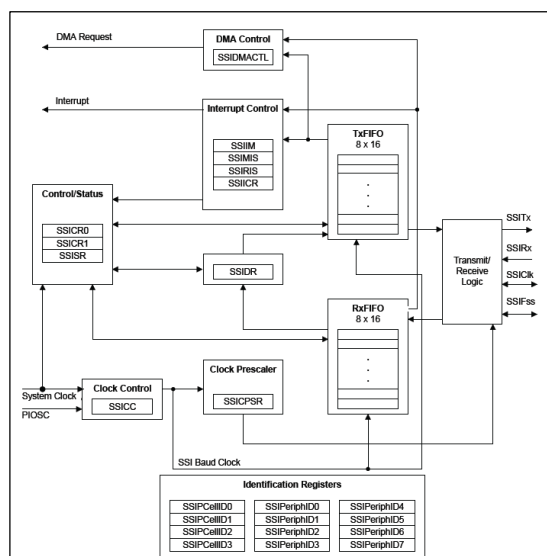 DMA Request
DMA Control
SSIDMACTL
Interrupt
Interrupt Control
SSIIM
SSIMIS
SSIRIS
SSIICR
TxFIFO
8 x 16
.
.
.
Control/Status
SSICR0
SSICR1
SSISR
SSIDR
Transmit/
Receive
Logic
SSITx
SSIRx
SSIClk
SSIFss
RxFIFO
8 x 16
.
.
.
System Clock
PIOSC
Clock Control
SSICC
Clock Prescaler
SSICPSR
SSI Baud Clock
Identification Registers
SSIPCellID0 SSIPeriphID0 SSIPeriphID4
SSIPCellID1 SSIPeriphID1 SSIPeriphID5
SSIPCellID2 SSIPeriphID2 SSIPeriphID6
SSIPCellID3 SSIPeriphID3 SSIPeriphID7